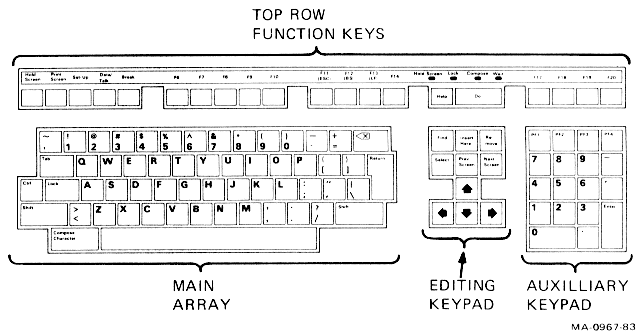 TOP ROW
FUNCTION KEYS
Hold Screen Print Screen Set-Up Data/Talk Break F6 F7 F8 F9 F10 F11 (ESC) F12 (BS) F13 (LF) F14 Hold Screen Lock Compose Wait F17 F18 F19 F20
Help Do
~ ! 1 @ 2 # 3 $ 4 % 5 ^ 6 & 7 * 8 ( 9 ) 0 — - + =
Find Insert Here Re-move PF1 PF2 PF3 PF4
Tab Q W E R T Y U I O P { [ } ] Return
Select Prev Screen Next Screen 7 8 9 -
Ctrl Lock A S D F G H J K L : ; " ' | \
4 5 6 ,
Shift > < Z X C V B N M , . ? / Shift
1 2 3 Enter
Compose Character
0 .
MAIN
ARRAY
EDITING
KEYPAD
AUXILLIARY
KEYPAD
MA-0967-83